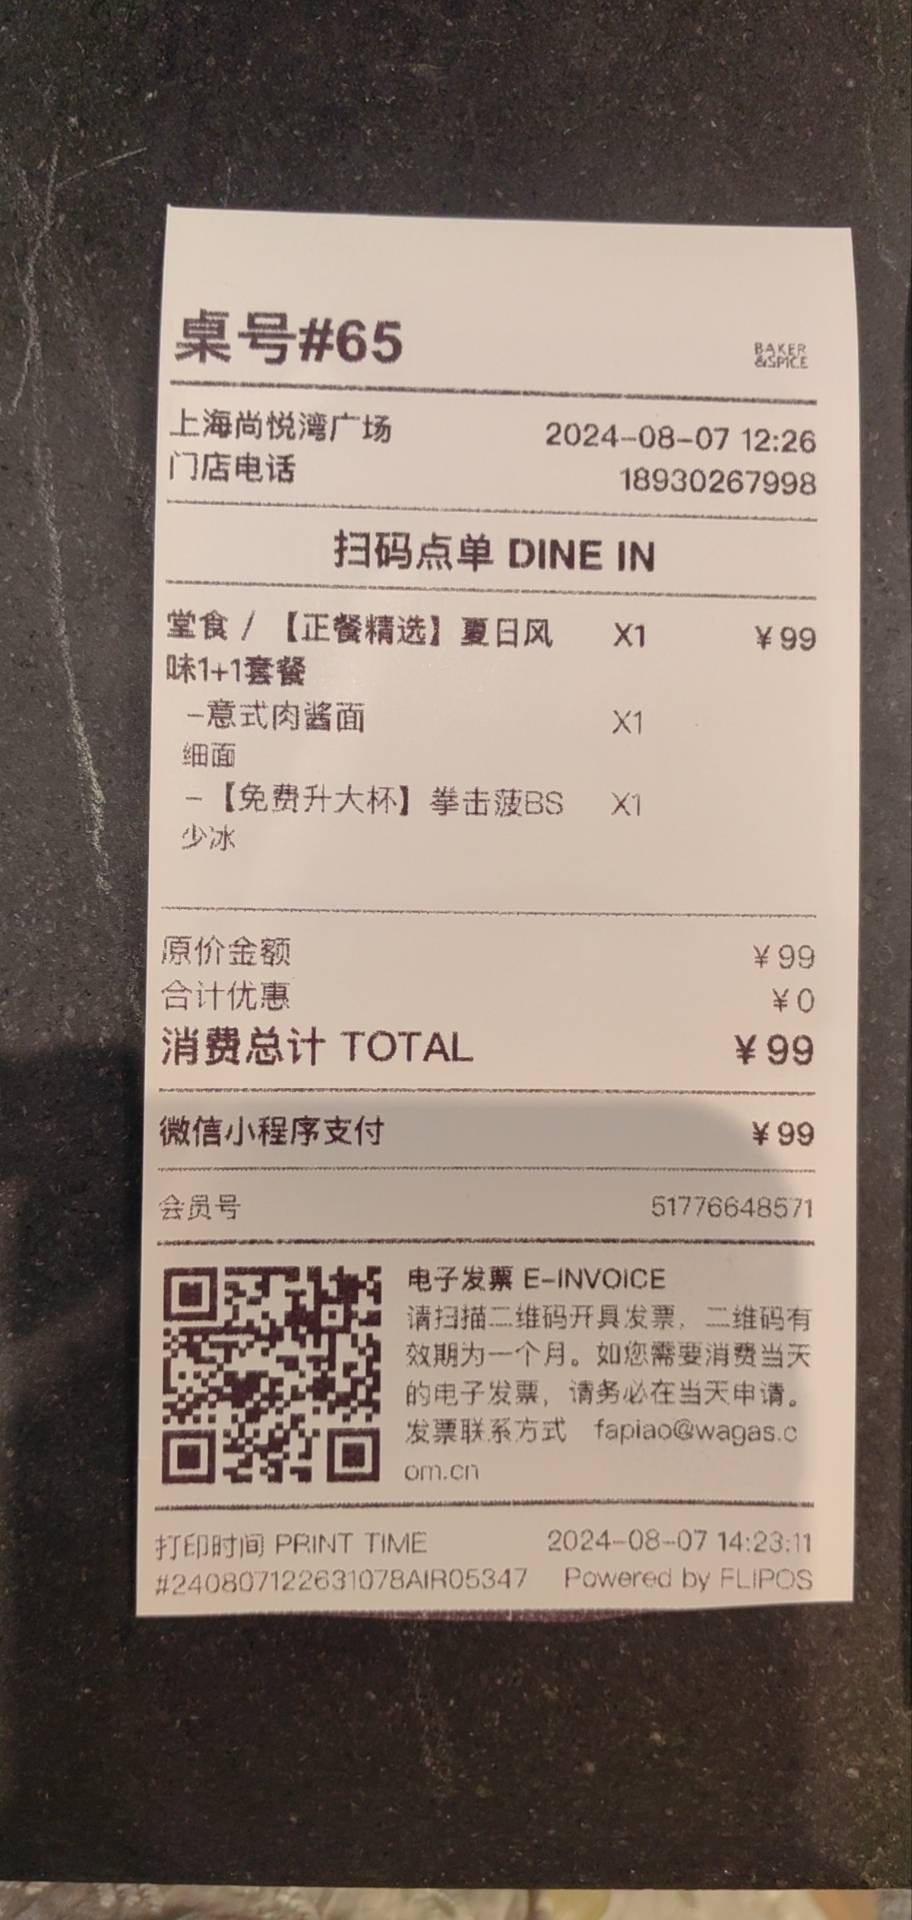 桌号#65
BAKER
&SPICE
上海尚悦湾广场 2024-08-07 12:26
门店电话 18930267998
扫码点单 DINE IN
堂食 / 【正餐精选】夏日风 X1 ¥99
味1+1套餐
-意式肉酱面 X1
细面
-【免费升大杯】拳击菠BS X1
少冰
原价金额 ¥99
合计优惠 ¥0
消费总计 TOTAL ¥99
微信小程序支付 ¥99
会员号 51776648571
电子发票 E-INVOICE
请扫描二维码开具发票，二维码有
效期为一个月。如您需要消费当天
的电子发票，请务必在当天申请。
发票联系方式 fapiao@wagas.c
om.cn
打印时间 PRINT TIME 2024-08-07 14:23:11
#240807122631078AIR05347 Powered by FLIPOS